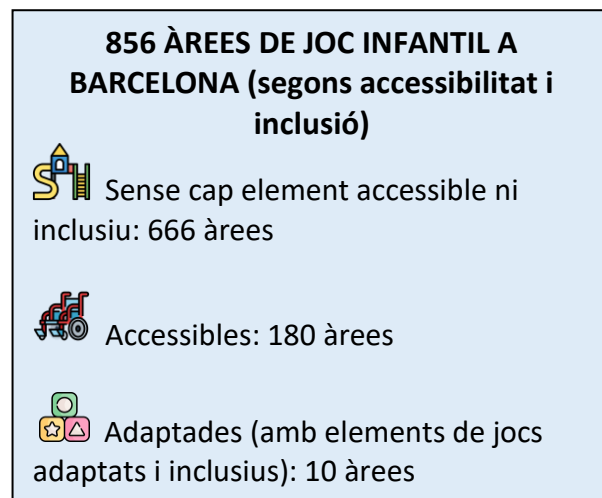 856 ÀREES DE JOC INFANTIL A
BARCELONA (segons accessibilitat i
inclusió)
Sense cap element accessible ni
inclusiu: 666 àrees
Accessibles: 180 àrees
Adaptades (amb elements de jocs
adaptats i inclusius): 10 àrees